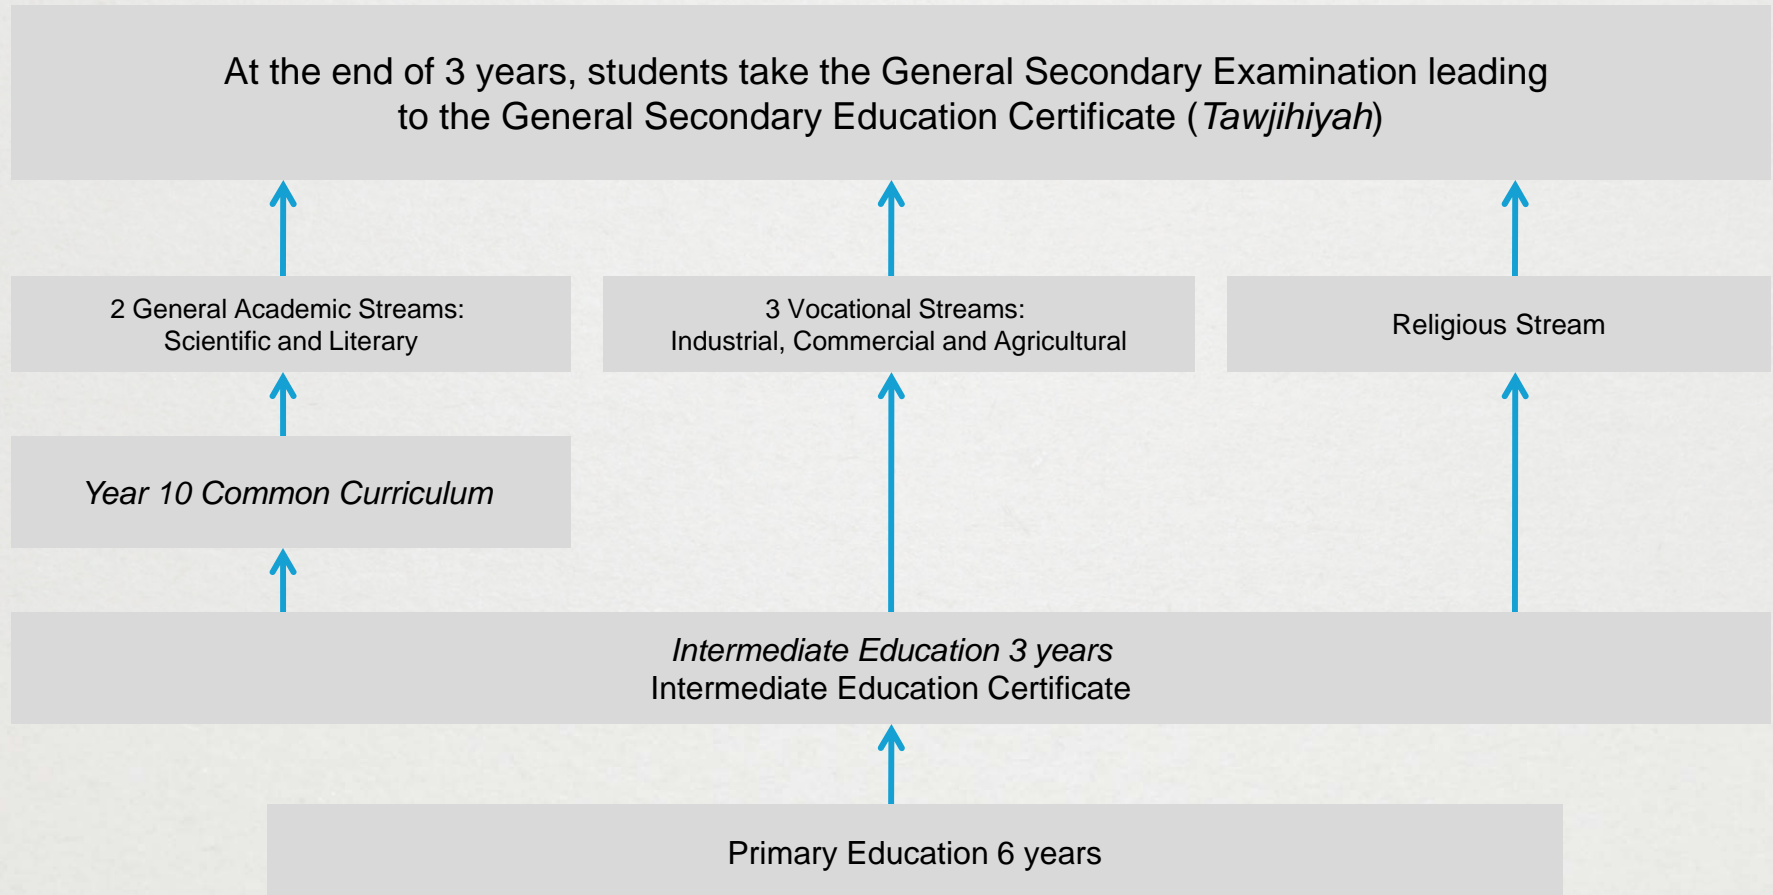 At the end of 3 years, students take the General Secondary Examination leading
to the General Secondary Education Certificate (Tawjihiyah)
2 General Academic Streams:
Scientific and Literary
3 Vocational Streams:
Industrial, Commercial and Agricultural
Religious Stream
Year 10 Common Curriculum
Intermediate Education 3 years
Intermediate Education Certificate
Primary Education 6 years